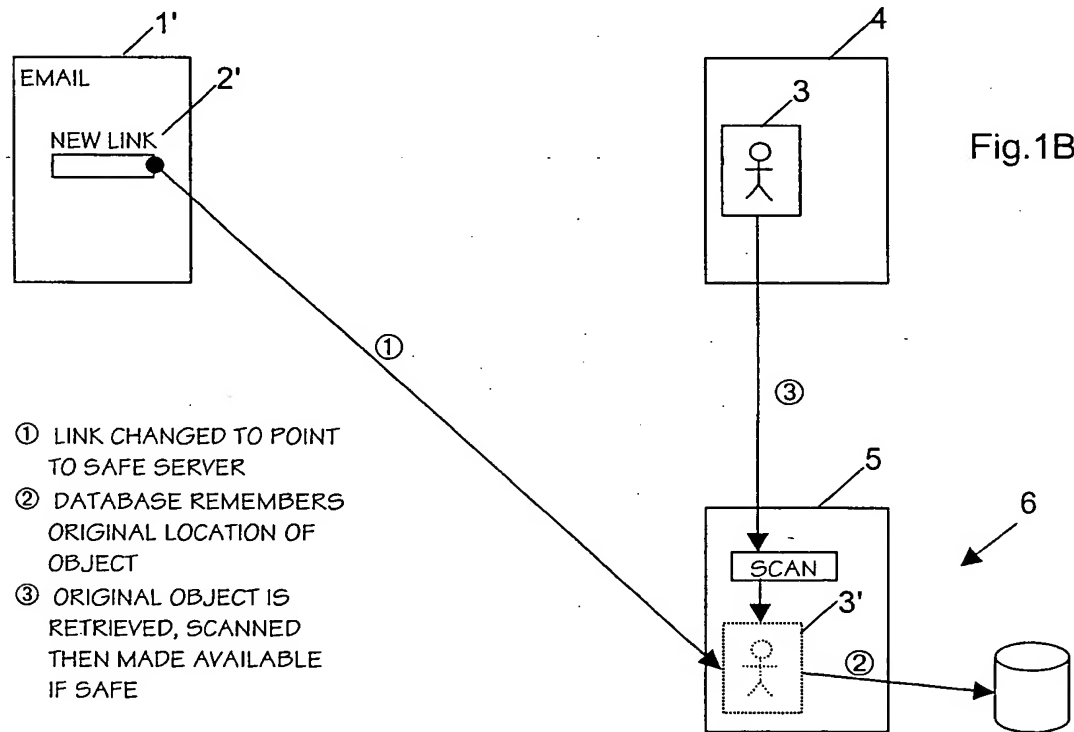 1'
4
EMAIL
2'
3
NEW LINK
Fig.1B
①
③
① LINK CHANGED TO POINT
TO SAFE SERVER
② DATABASE REMEMBERS
ORIGINAL LOCATION OF
OBJECT
③ ORIGINAL OBJECT IS
RETRIEVED, SCANNED
THEN MADE AVAILABLE
IF SAFE
5
6
SCAN
3'
②